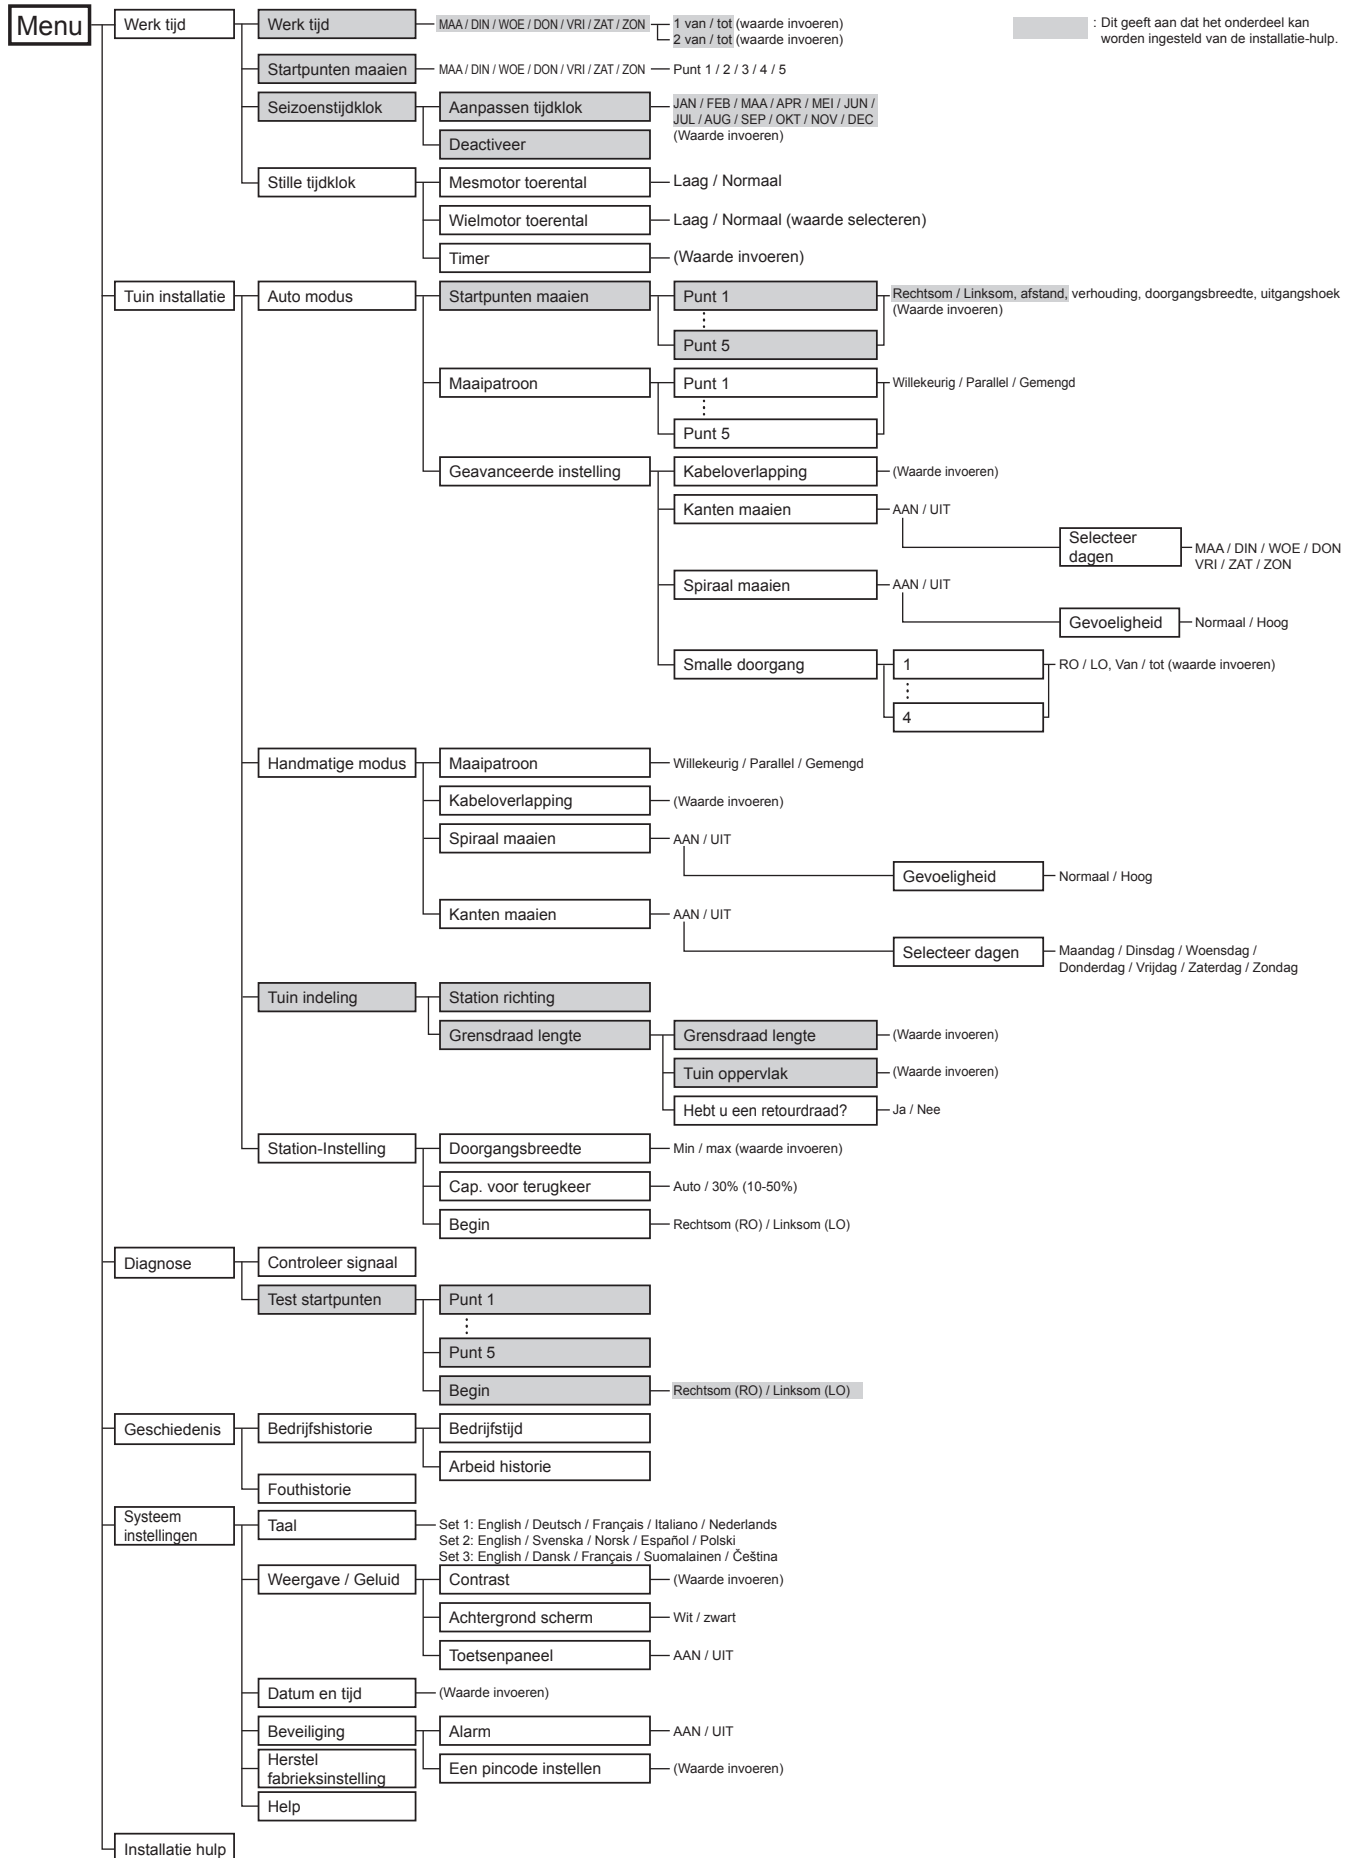 Menu
Werk tijd
Werk tijd
MAA / DIN / WOE / DON / VRI / ZAT / ZON
1 van / tot (waarde invoeren)
2 van / tot (waarde invoeren)
: Dit geeft aan dat het onderdeel kan
worden ingesteld van de installatie-hulp.
Startpunten maaien
MAA / DIN / WOE / DON / VRI / ZAT / ZON
Punt 1 / 2 / 3 / 4 / 5
Seizoenstijdklok
Aanpassen tijdklok
JAN / FEB / MAA / APR / MEI / JUN /
JUL / AUG / SEP / OKT / NOV / DEC
(Waarde invoeren)
Deactiveer
Stille tijdklok
Mesmotor toerental
Laag / Normaal
Wielmotor toerental
Laag / Normaal (waarde selecteren)
Timer
(Waarde invoeren)
Tuin installatie
Auto modus
Startpunten maaien
Punt 1
Rechtsom / Linksom, afstand, verhouding, doorgangsbreedte, uitgangshoek
(Waarde invoeren)
Punt 5
Maaipatroon
Punt 1
Willekeurig / Parallel / Gemengd
Punt 5
Geavanceerde instelling
Kabeloverlapping
(Waarde invoeren)
Kanten maaien
AAN / UIT
Selecteer
dagen
MAA / DIN / WOE / DON
VRI / ZAT / ZON
Spiraal maaien
AAN / UIT
Gevoeligheid
Normaal / Hoog
Smalle doorgang
1
RO / LO, Van / tot (waarde invoeren)
4
Handmatige modus
Maaipatroon
Willekeurig / Parallel / Gemengd
Kabeloverlapping
(Waarde invoeren)
Spiraal maaien
AAN / UIT
Gevoeligheid
Normaal / Hoog
Kanten maaien
AAN / UIT
Selecteer dagen
Maandag / Dinsdag / Woensdag /
Donderdag / Vrijdag / Zaterdag / Zondag
Tuin indeling
Station richting
Grensdraad lengte
Grensdraad lengte
(Waarde invoeren)
Tuin oppervlak
(Waarde invoeren)
Hebt u een retourdraad?
Ja / Nee
Station-Instelling
Doorgangsbreedte
Min / max (waarde invoeren)
Cap. voor terugkeer
Auto / 30% (10-50%)
Begin
Rechtsom (RO) / Linksom (LO)
Diagnose
Controleer signaal
Test startpunten
Punt 1
Punt 5
Begin
Rechtsom (RO) / Linksom (LO)
Geschiedenis
Bedrijfshistorie
Bedrijfstijd
Arbeid historie
Fouthistorie
Systeem
instellingen
Taal
Set 1: English / Deutsch / Français / Italiano / Nederlands
Set 2: English / Svenska / Norsk / Español / Polski
Set 3: English / Dansk / Français / Suomalainen / Čeština
Weergave / Geluid
Contrast
(Waarde invoeren)
Achtergrond scherm
Wit / zwart
Toetsenpaneel
AAN / UIT
Datum en tijd
(Waarde invoeren)
Beveiliging
Alarm
AAN / UIT
Een pincode instellen
(Waarde invoeren)
Herstel
fabrieksinstelling
Help
Installatie hulp